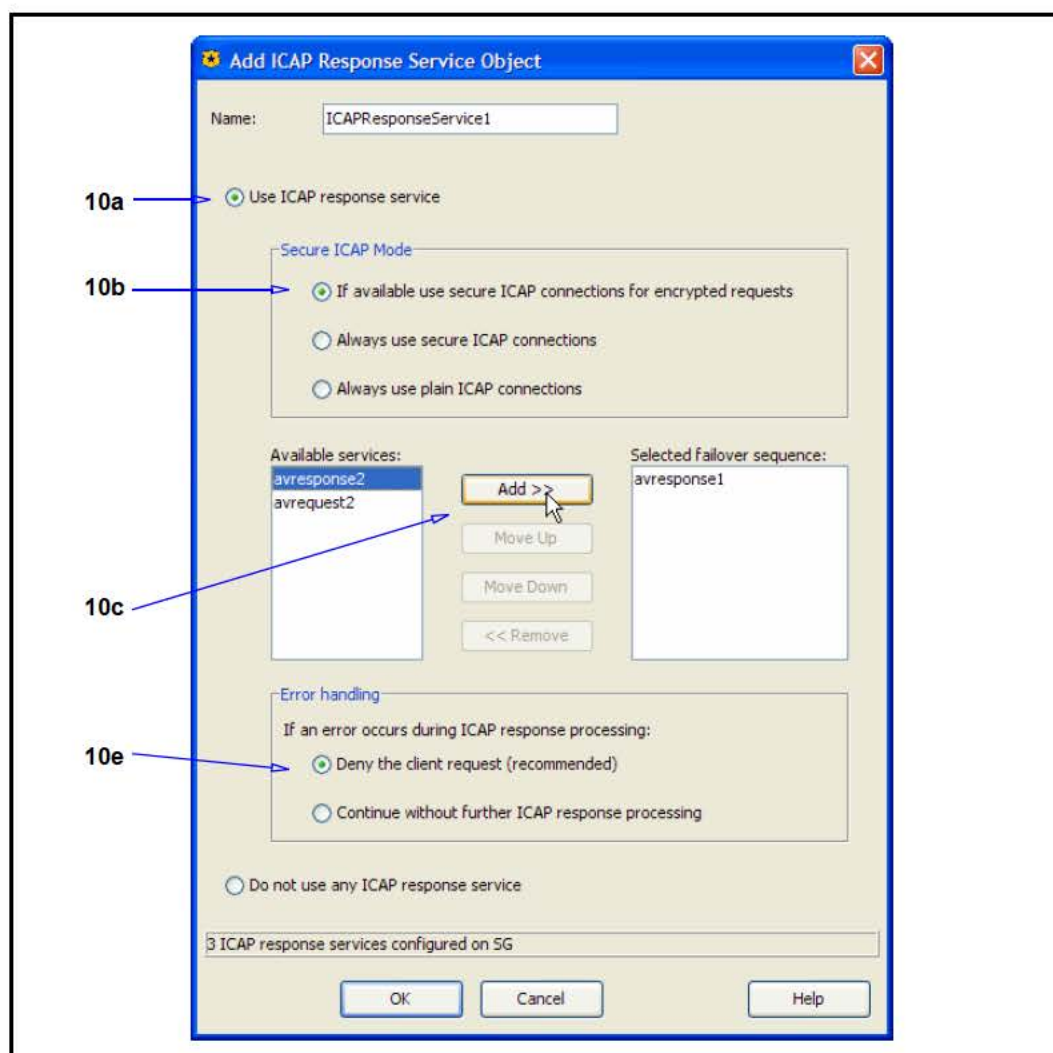 Add ICAP Response Service Object
Name: ICAPResponseService1
10a
Use ICAP response service
Secure ICAP Mode
10b
If available use secure ICAP connections for encrypted requests
Always use secure ICAP connections
Always use plain ICAP connections
Available services:
avresponse2
avrequest2
Add >>
Move Up
Move Down
<< Remove
Selected failover sequence:
avresponse1
10c
Error handling
If an error occurs during ICAP response processing:
10e
Deny the client request (recommended)
Continue without further ICAP response processing
Do not use any ICAP response service
3 ICAP response services configured on SG
OK Cancel Help